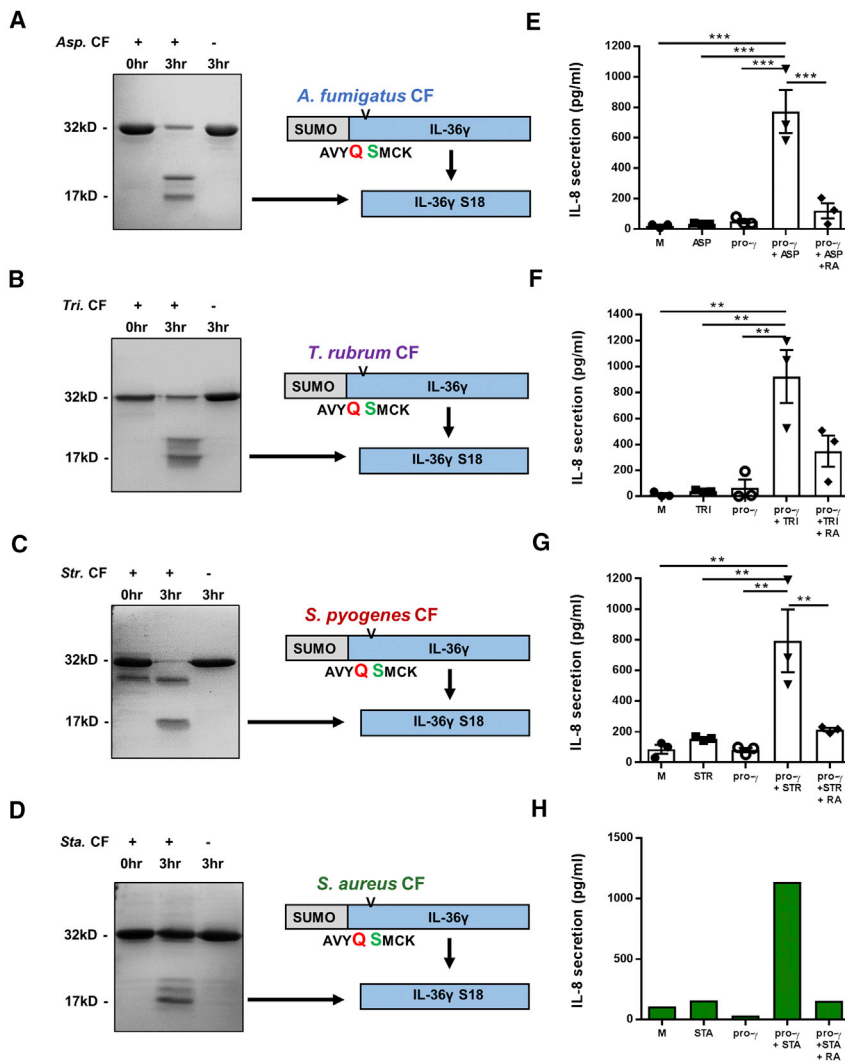 A
Asp. CF + + -
0hr 3hr 3hr
32kD -
17kD -
A. fumigatus CF
V
SUMO IL-36γ
AVYQ SMCK
IL-36γ S18
E
IL-8 secretion (pg/ml)
1200
1000
800
600
400
200
0
***
***
***
***
M ASP pro-γ pro-γ + ASP pro-γ + ASP +RA
B
Tri. CF + + -
0hr 3hr 3hr
32kD -
17kD -
T. rubrum CF
V
SUMO IL-36γ
AVYQ SMCK
IL-36γ S18
F
IL-8 secretion (pg/ml)
1400
1200
1000
800
600
400
200
0
**
**
**
M TRI pro-γ pro-γ + TRI pro-γ +TRI + RA
C
Str. CF + + -
0hr 3hr 3hr
32kD -
17kD -
S. pyogenes CF
V
SUMO IL-36γ
AVYQ SMCK
IL-36γ S18
G
IL-8 secretion (pg/ml)
1200
1000
800
600
400
200
0
**
**
**
**
M STR pro-γ pro-γ + STR pro-γ +STR + RA
D
Sta. CF + + -
0hr 3hr 3hr
32kD -
17kD -
S. aureus CF
V
SUMO IL-36γ
AVYQ SMCK
IL-36γ S18
H
IL-8 secretion (pg/ml)
1500
1000
500
0
M STA pro-γ pro-γ + STA pro-γ +STA + RA